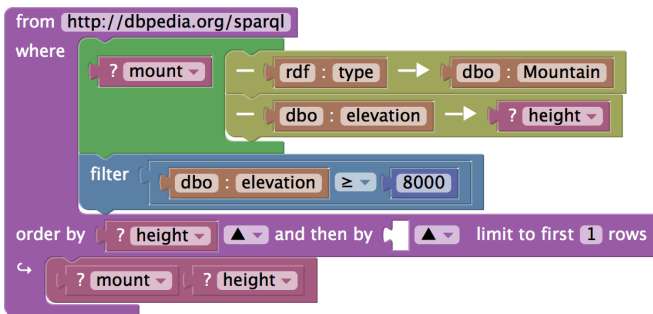 from http://dbpedia.org/sparql
where
? mount rdf : type dbo : Mountain
dbo : elevation ? height
filter dbo : elevation ≥ 8000
order by ? height ▲ and then by ▲ limit to first 1 rows
? mount ? height